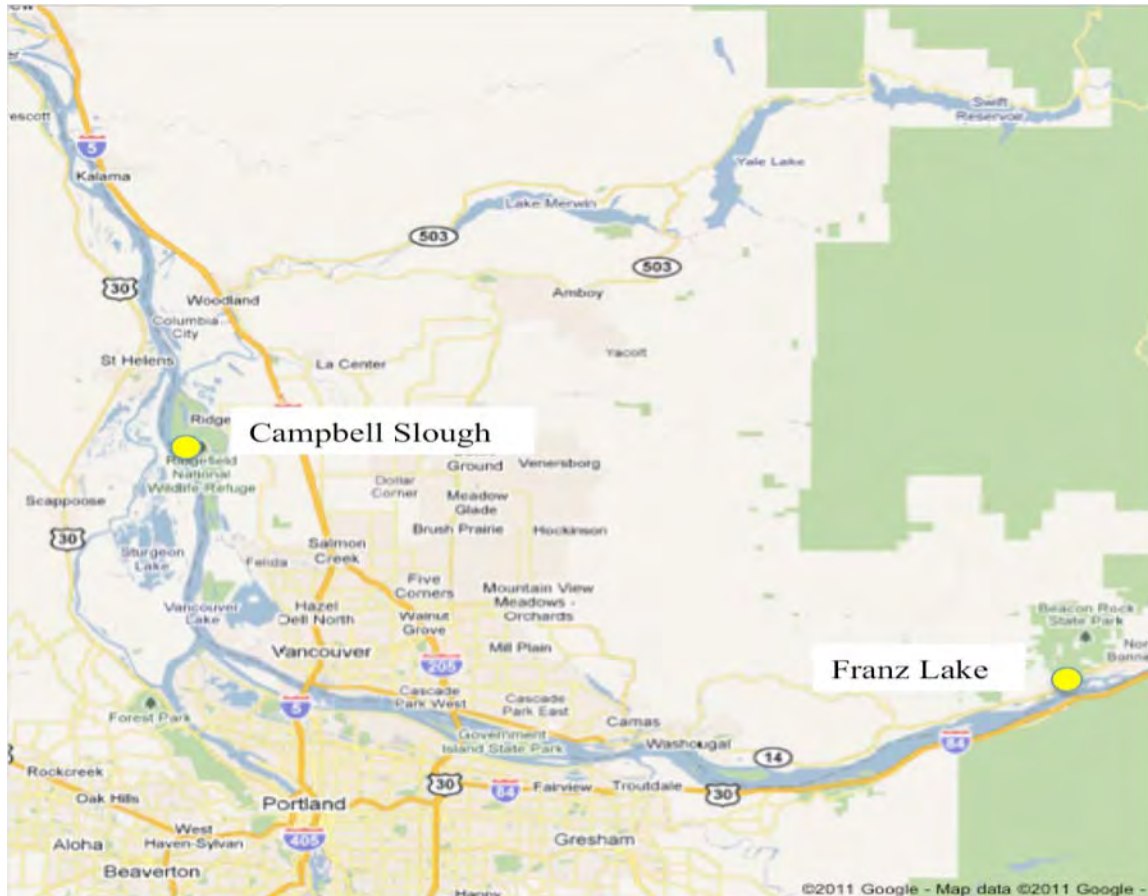 escott
5
Kalama
Swift
Reservoir
Yale Lake
Lake Merwin
503
503
30
Amboy
Woodland
Columbia
City
Yacolt
St Helens
La Center
Ridge
Campbell Slough
Ridgefield
National
Wildlife Refuge
Ground
Venersborg
Dollar
Corner
Meadow
Glade
Scappoose
Brush Prairie
Hockinson
30
Sturgeon
Lake
Felida
Salmon
Creek
Five
Corners
Mountain View
Meadows -
Orchards
Vancouver
Lake
Hazel
Dell North
Walnut
Grove
Beacon Rock
State Park
Vancouver
205
Mill Plain
Franz Lake
Nor
Bonne
Cascade
Park West
Cascade
Park East
5
Forest Park
Camas
Government
Island State Park
Washougal
14
84
Rockcreek
30
84
Fairview
Troutdale
30
Oak Hills
Portland
West
Haven-Sylvan
Aloha
405
Gresham
Beaverton
Happy
©2011 Google - Map data ©2011 Google -